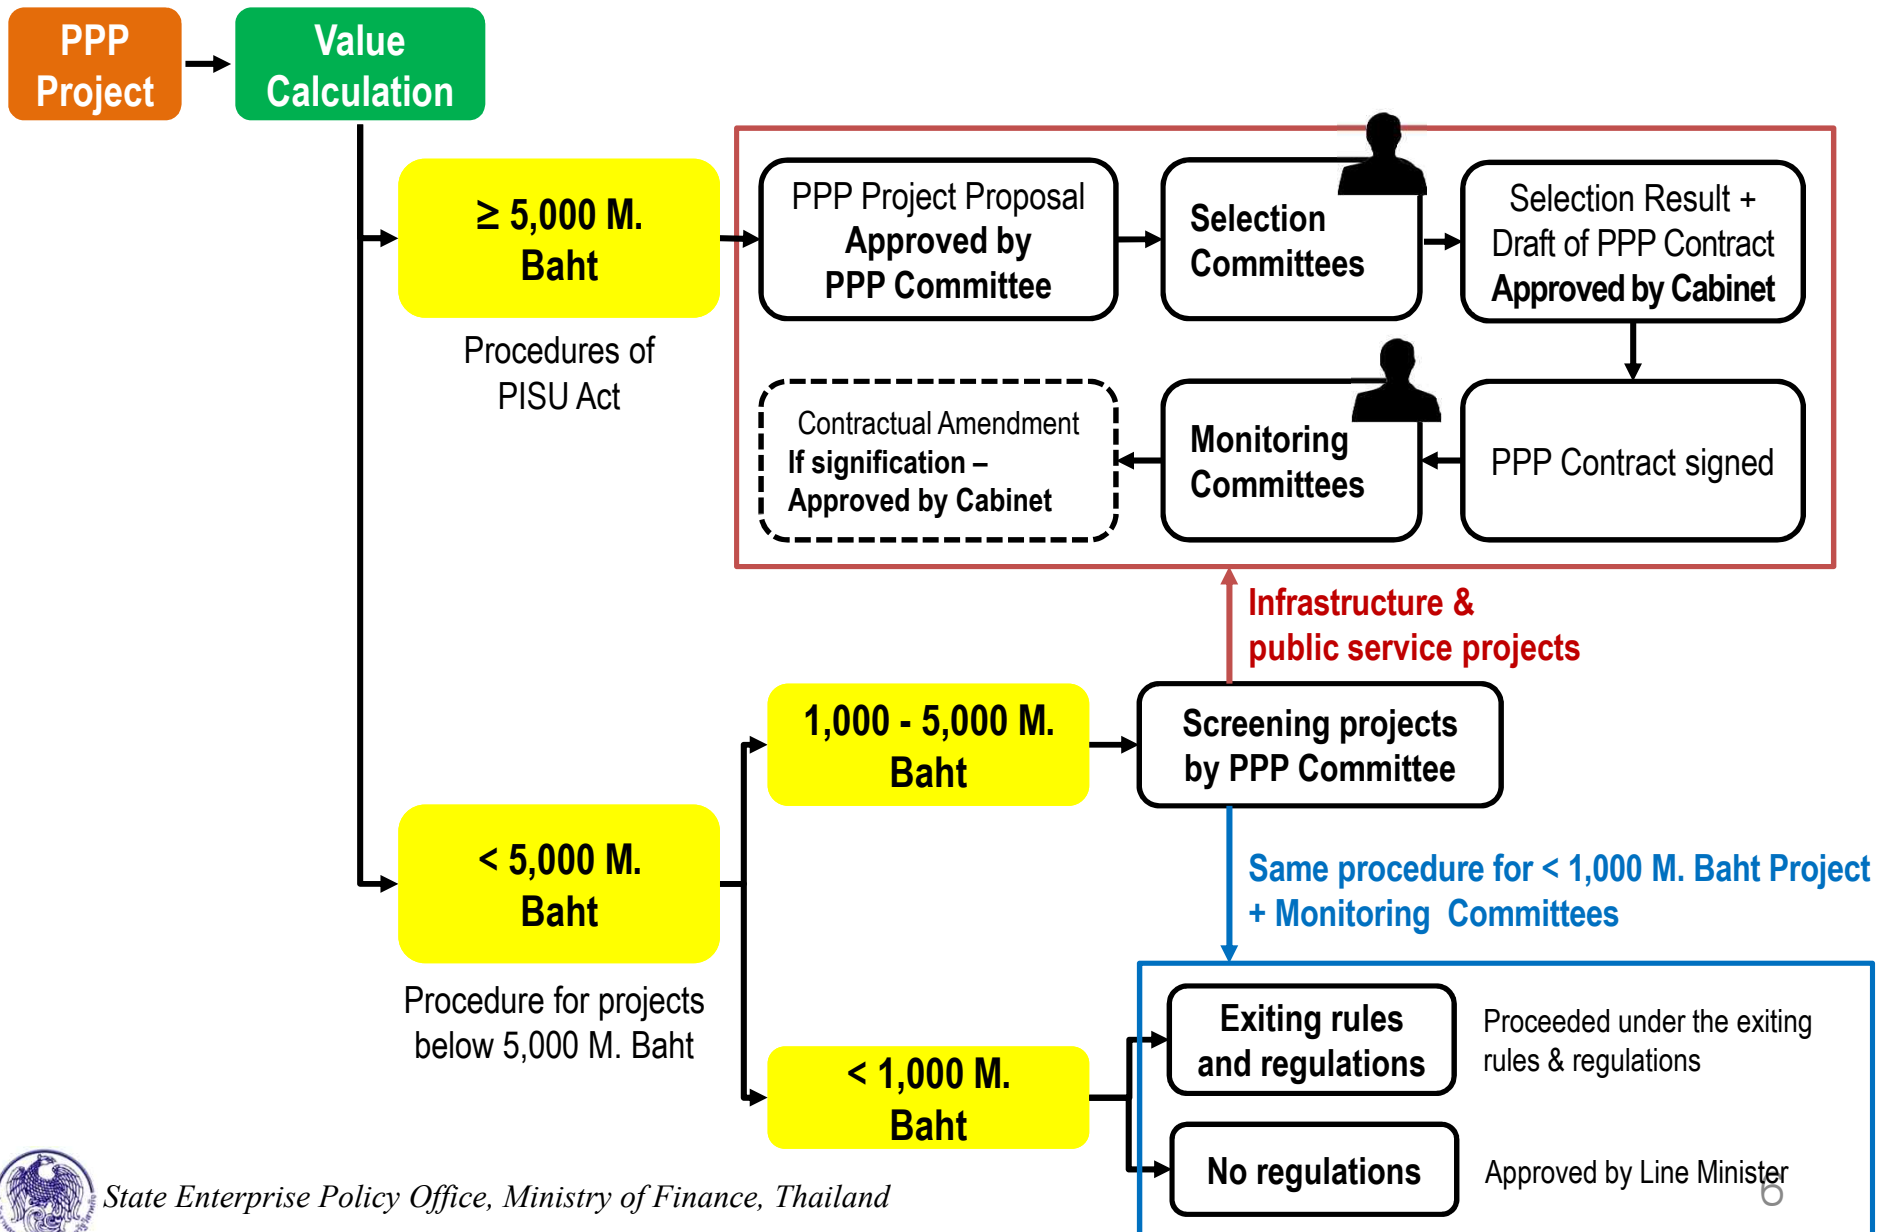 PPP
Project
Value
Calculation
≥ 5,000 M.
Baht
Procedures of
PISU Act
PPP Project Proposal
Approved by
PPP Committee
Selection
Committees
Selection Result +
Draft of PPP Contract
Approved by Cabinet
Contractual Amendment
If signification –
Approved by Cabinet
Monitoring
Committees
PPP Contract signed
Infrastructure &
public service projects
1,000 - 5,000 M.
Baht
Screening projects
by PPP Committee
< 5,000 M.
Baht
Procedure for projects
below 5,000 M. Baht
Same procedure for < 1,000 M. Baht Project
+ Monitoring Committees
< 1,000 M.
Baht
Exiting rules
and regulations
Proceeded under the exiting
rules & regulations
No regulations
Approved by Line Minister
State Enterprise Policy Office, Ministry of Finance, Thailand
6